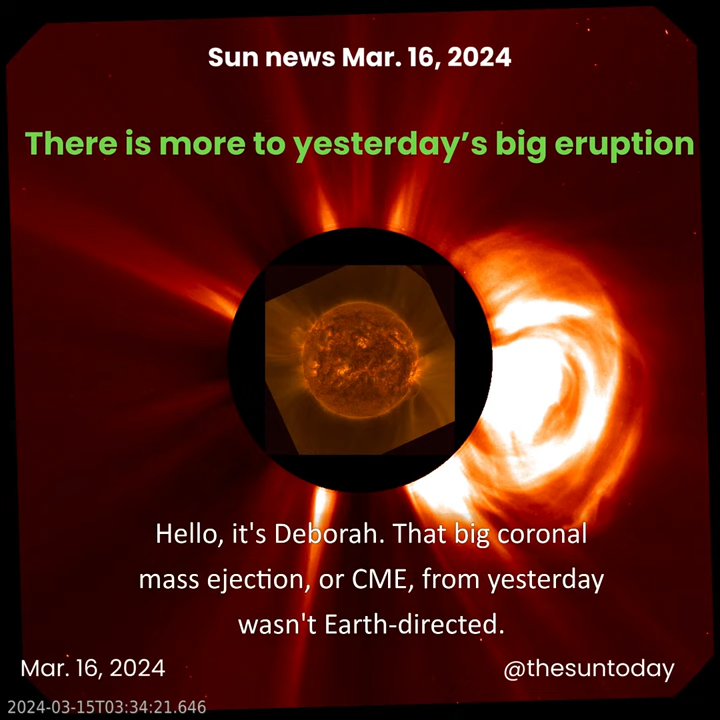 Sun news Mar. 16, 2024
There is more to yesterday’s big eruption
Hello, it's Deborah. That big coronal
mass ejection, or CME, from yesterday
wasn't Earth-directed.
Mar. 16, 2024
@thesuntoday
2024-03-15T03:34:21.646